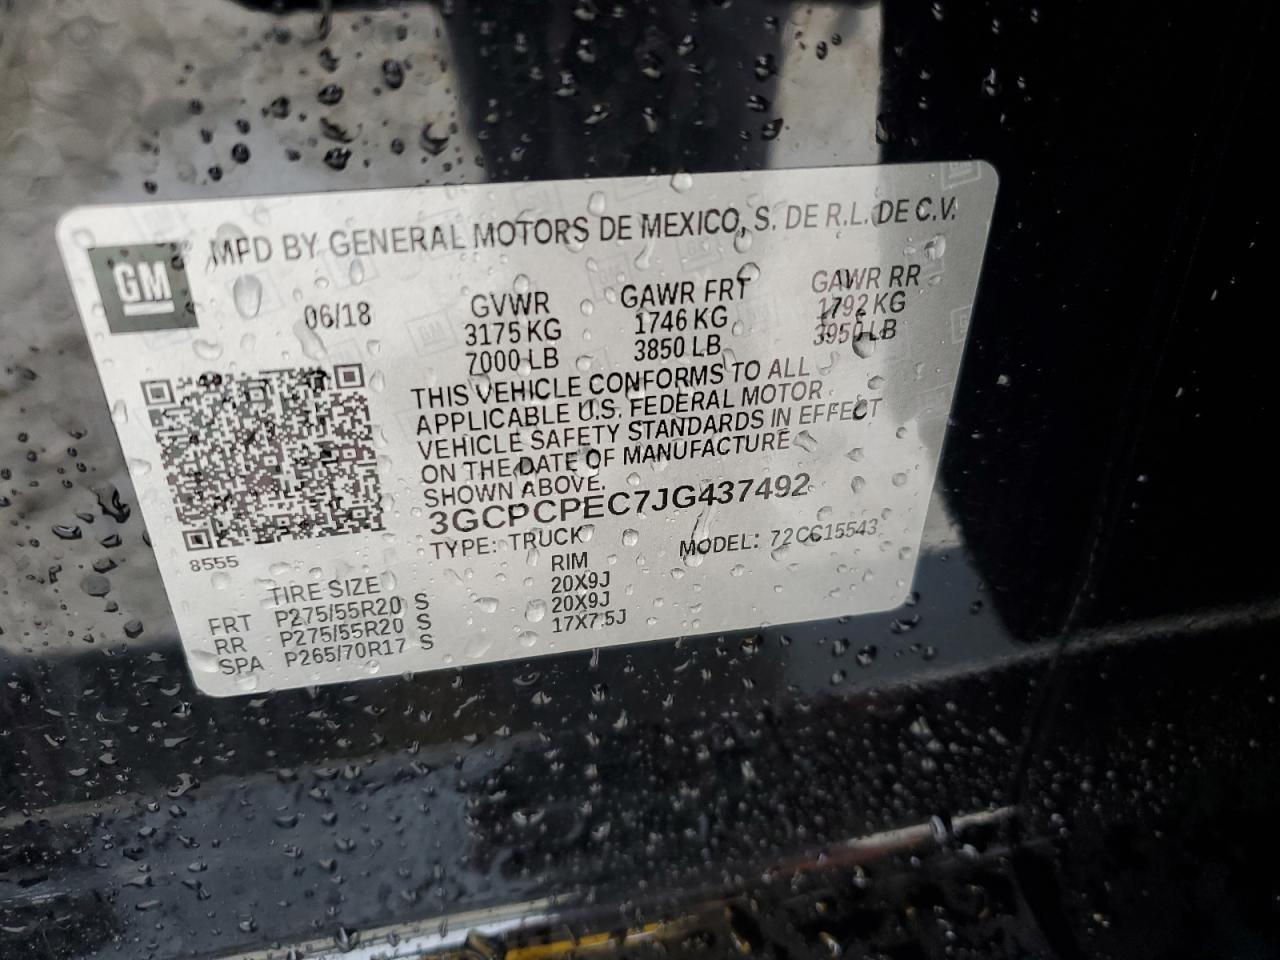 GM
MFD BY GENERAL MOTORS DE MEXICO, S. DE R.L. DE C.V.
06/18 GVWR GAWR FRT GAWR RR
3175 KG 1746 KG 1792 KG
7000 LB 3850 LB 3950 LB
THIS VEHICLE CONFORMS TO ALL
APPLICABLE U.S. FEDERAL MOTOR
VEHICLE SAFETY STANDARDS IN EFFECT
ON THE DATE OF MANUFACTURE
SHOWN ABOVE.
3GCPCPEC7JG437492
TYPE: TRUCK MODEL: 72CC15543
8555
TIRE SIZE RIM
FRT P275/55R20 S 20X9J
RR P275/55R20 S 20X9J
SPA P265/70R17 S 17X7.5J